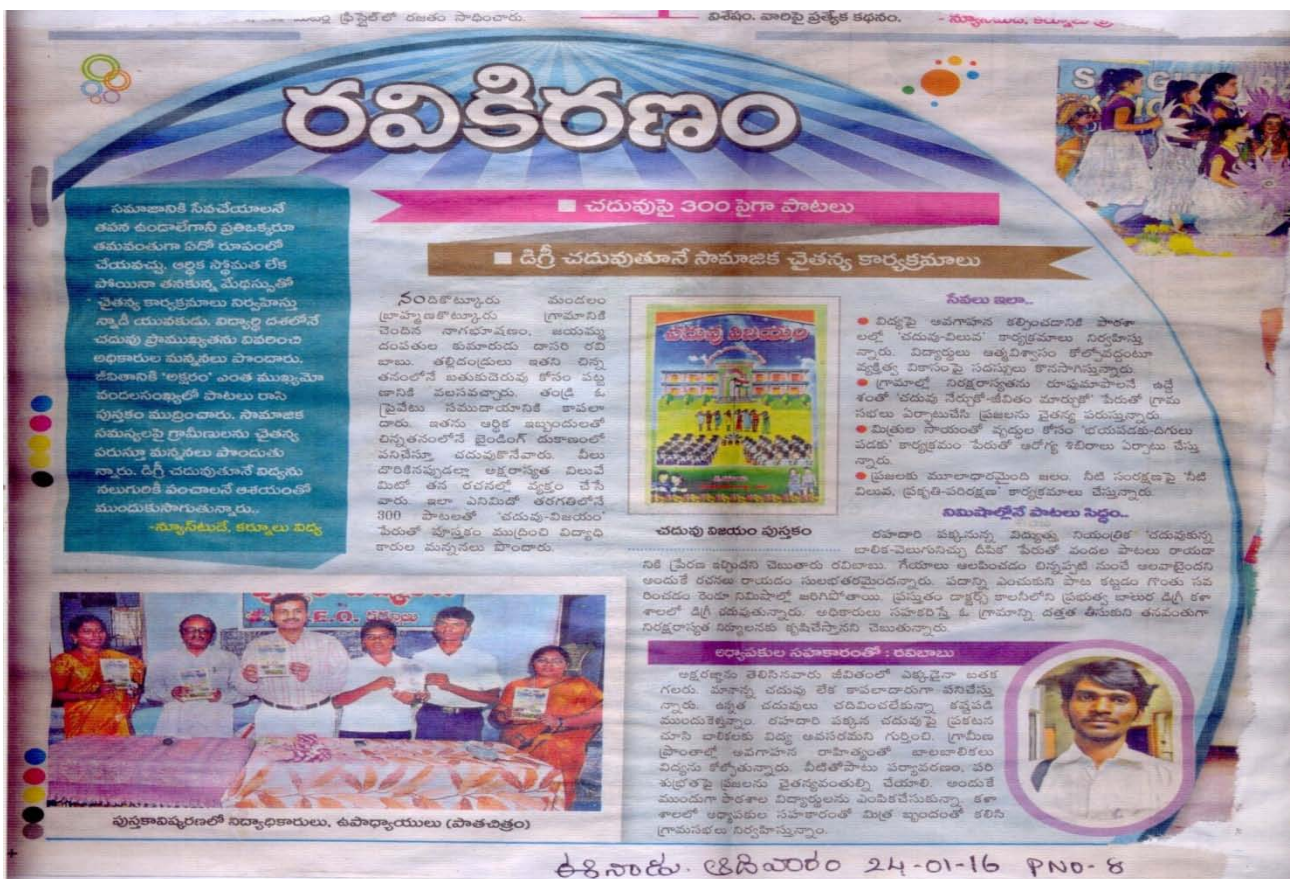 ఫ్రీ స్టైల్‌లో రజతం సాధించారు.
విశేషం. వారిపై ప్రత్యేక కథనం.
- న్యూస్‌టుడే, కర్నూలు
రవికిరణం
■ చదువుపై 300 పైగా పాటలు
■ డిగ్రీ చదువుతూనే సామాజిక చైతన్య కార్యక్రమాలు
సమాజానికి సేవచేయాలనే
తపన ఉండాలేగానీ ప్రతిఒక్కరూ
తమవంతుగా ఏదో రూపంలో
చేయవచ్చు. ఆర్థిక స్థోమత లేక
పోయినా తనకున్న మేధస్సుతో
చైతన్య కార్యక్రమాలు నిర్వహిస్తు
న్నాడీ యువకుడు. విద్యార్థి దశలోనే
చదువు ప్రాముఖ్యతను వివరించి
అధికారుల మన్ననలు పొందారు.
జీవితానికి 'అక్షరం' ఎంత ముఖ్యమో
వందలసంఖ్యలో పాటలు రాసి
పుస్తకం ముద్రించారు. సామాజిక
సమస్యలపై గ్రామీణులను చైతన్య
పరుస్తూ మన్ననలు పొందుతు
న్నారు. డిగ్రీ చదువుతూనే విద్యను
నలుగురికీ పంచాలనే ఆశయంతో
ముందుకుసాగుతున్నారు..
-న్యూస్‌టుడే, కర్నూలు విద్య
నందికొట్కూరు మండలం
బ్రాహ్మణకొట్కూరు గ్రామానికి
చెందిన నాగభూషణం, జయమ్మ
దంపతుల కుమారుడు దాసరి రవి
బాబు. తల్లిదండ్రులు ఇతని చిన్న
తనంలోనే బతుకుదెరువు కోసం పట్ట
ణానికి వలసవచ్చారు. తండ్రి ఓ
ప్రైవేటు సముదాయానికి కాపలా
దారు. ఇతను ఆర్థిక ఇబ్బందులతో
చిన్నతనంలోనే బైండింగ్ దుకాణంలో
పనిచేస్తూ చదువుకొనేవారు. వీలు
దొరికినప్పుడల్లా అక్షరాస్యత విలువే
మిటో తన రచనల్లో వ్యక్తం చేసే
వారు. ఇలా ఎనిమిదో తరగతిలోనే
300 పాటలతో 'చదువు-విజయం'
పేరుతో పుస్తకం ముద్రించి విద్యాధి
కారుల మన్ననలు పొందారు.
చదువు విజయం
చదువు విజయం పుస్తకం
సేవలు ఇలా..
● విద్యపై అవగాహన కల్పించడానికి పాఠశా
లల్లో 'చదువు-విలువ' కార్యక్రమాలు నిర్వహిస్తు
న్నారు. విద్యార్థులు ఆత్మవిశ్వాసం కోల్పోవద్దంటూ
వ్యక్తిత్వ వికాసంపై సదస్సులు కొనసాగిస్తున్నారు.
● గ్రామాల్లో నిరక్షరాస్యతను రూపుమాపాలనే ఉద్దే
శంతో 'చదువు నేర్చుకో-జీవితం మార్చుకో' పేరుతో గ్రామ
సభలు ఏర్పాటుచేసి ప్రజలను చైతన్య పరుస్తున్నారు.
● మిత్రుల సాయంతో వృద్ధుల కోసం 'భయపడకు-దిగులు
పడకు' కార్యక్రమం పేరుతో ఆరోగ్య శిబిరాలు ఏర్పాటు చేస్తు
న్నారు.
● ప్రజలకు మూలాధారమైంది జలం. నీటి సంరక్షణపై 'నీటి
విలువ, ప్రకృతి-పరిరక్షణ' కార్యక్రమాలు చేస్తున్నారు.
నిమిషాల్లోనే పాటలు సిద్ధం..
రహదారి పక్కనున్న విద్యుత్తు నియంత్రిక 'చదువుకున్న
బాలిక-వెలుగునిచ్చు దీపిక' పేరుతో వందల పాటలు రాయడా
నికి ప్రేరణ ఇచ్చిందని చెబుతారు రవిబాబు. గేయాలు ఆలపించడం చిన్నప్పటి నుంచే అలవాటైందని
అందుకే రచనలు రాయడం సులభతరమైందన్నారు. పదాన్ని ఎంచుకుని పాట కట్టడం గొంతు సవ
రించడం రెండూ నిమిషాల్లో జరిగిపోతాయి. ప్రస్తుతం డాక్టర్స్ కాలనీలోని ప్రభుత్వ బాలుర డిగ్రీ కళా
శాలలో డిగ్రీ చదువుతున్నారు. అధికారులు సహకరిస్తే ఓ గ్రామాన్ని దత్తత తీసుకుని తనవంతుగా
నిరక్షరాస్యత నిర్మూలనకు కృషిచేస్తానని చెబుతున్నారు.
అధ్యాపకుల సహకారంతో : రవిబాబు
అక్షరజ్ఞానం తెలిసినవారు జీవితంలో ఎక్కడైనా బతక
గలరు. మానాన్న చదువు లేక కాపలాదారుగా పనిచేస్తు
న్నారు. ఉన్నత చదువులు చదివించలేకున్నా కష్టపడి
ముందుకెళ్తున్నాం. రహదారి పక్కన చదువుపై ప్రకటన
చూసి బాలికలకు విద్య అవసరమని గుర్తించి. గ్రామీణ
ప్రాంతాల్లో అవగాహన రాహిత్యంతో బాలబాలికలు
విద్యను కోల్పోతున్నారు. వీటితోపాటు పర్యావరణం, పరి
శుభ్రతపై ప్రజలను చైతన్యవంతుల్ని చేయాలి. అందుకే
ముందుగా పాఠశాల విద్యార్థులను ఎంపికచేసుకున్నా. కళా
శాలలో అధ్యాపకుల సహకారంతో మిత్ర బృందంతో కలిసి
గ్రామసభలు నిర్వహిస్తున్నాం.
పుస్తకావిష్కరణలో విద్యాధికారులు, ఉపాధ్యాయులు (పాతచిత్రం)
ఈనాడు. ఆదివారం 24-01-16 PNO-8